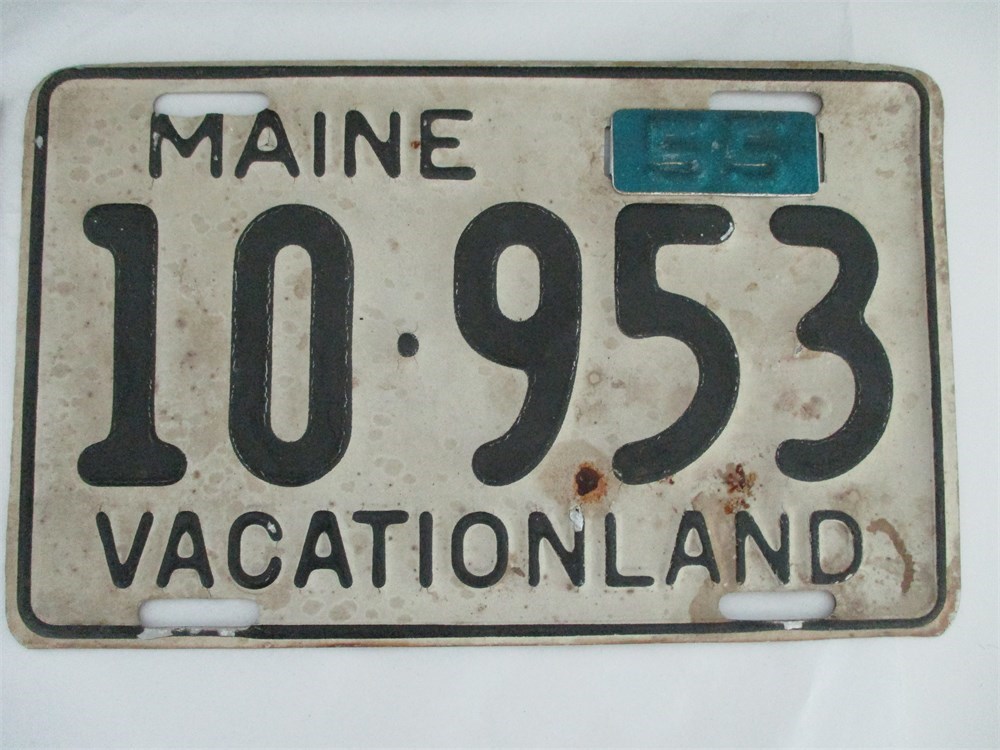 MAINE 55
10·953
VACATIONLAND